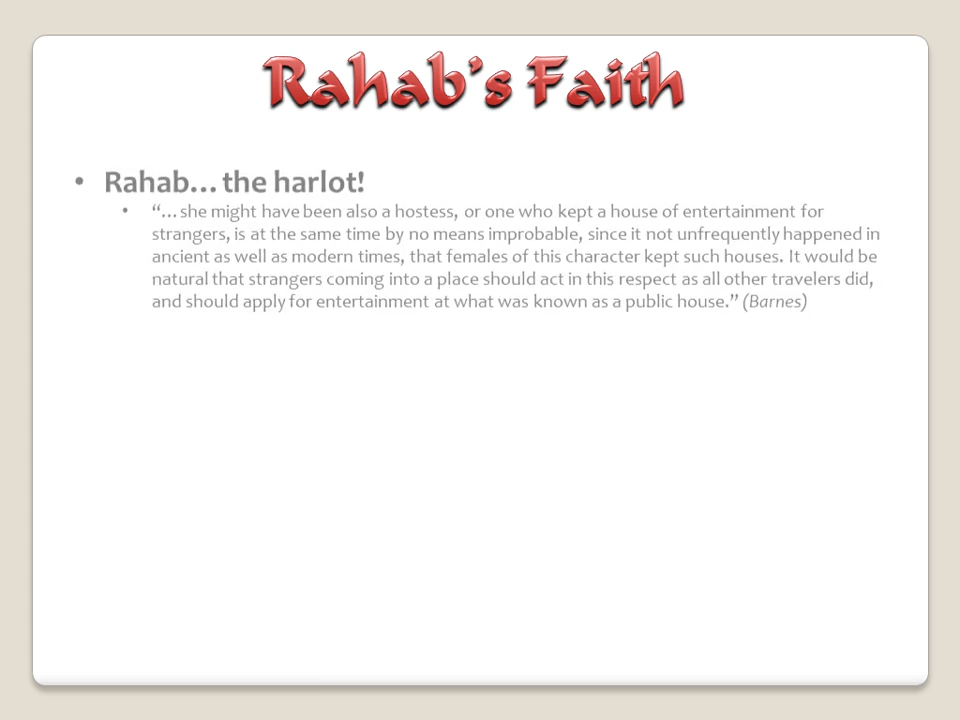 Rahab's Faith
• Rahab…the harlot!
• “…she might have been also a hostess, or one who kept a house of entertainment for
strangers, is at the same time by no means improbable, since it not unfrequently happened in
ancient as well as modern times, that females of this character kept such houses. It would be
natural that strangers coming into a place should act in this respect as all other travelers did,
and should apply for entertainment at what was known as a public house.” (Barnes)